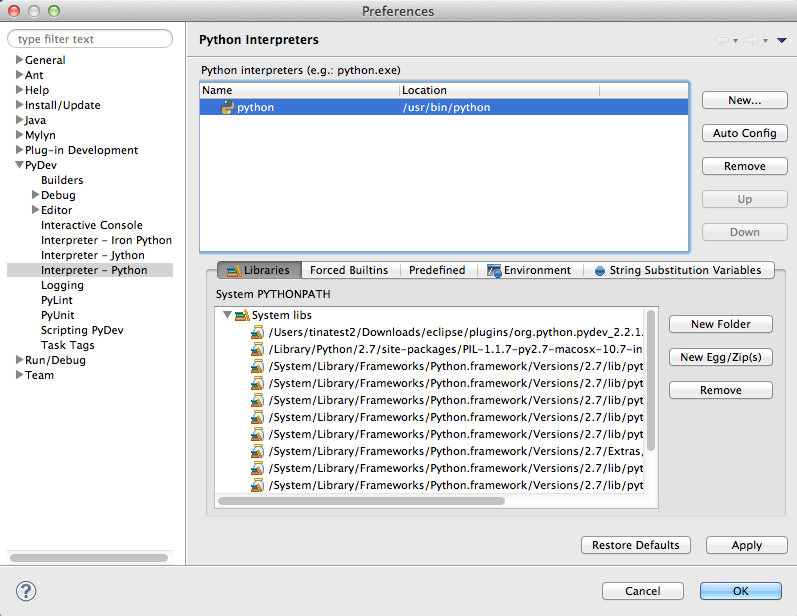 Preferences
type filter text
General
Ant
Help
Install/Update
Java
Mylyn
Plug-in Development
PyDev
Builders
Debug
Editor
Interactive Console
Interpreter - Iron Python
Interpreter - Jython
Interpreter - Python
Logging
PyLint
PyUnit
Scripting PyDev
Task Tags
Run/Debug
Team
Python Interpreters
Python interpreters (e.g.: python.exe)
Name Location
python /usr/bin/python
New...
Auto Config
Remove
Up
Down
Libraries Forced Builtins Predefined Environment String Substitution Variables
System PYTHONPATH
System libs
/Users/tinatest2/Downloads/eclipse/plugins/org.python.pydev_2.2.1.
/Library/Python/2.7/site-packages/PIL-1.1.7-py2.7-macosx-10.7-in
/System/Library/Frameworks/Python.framework/Versions/2.7/lib/pyt
/System/Library/Frameworks/Python.framework/Versions/2.7/lib/pyt
/System/Library/Frameworks/Python.framework/Versions/2.7/lib/pyt
/System/Library/Frameworks/Python.framework/Versions/2.7/lib/pyt
/System/Library/Frameworks/Python.framework/Versions/2.7/lib/pyt
/System/Library/Frameworks/Python.framework/Versions/2.7/Extras/
/System/Library/Frameworks/Python.framework/Versions/2.7/lib/pyt
/System/Library/Frameworks/Python.framework/Versions/2.7/lib/pyt
New Folder
New Egg/Zip(s)
Remove
Restore Defaults Apply
? Cancel OK